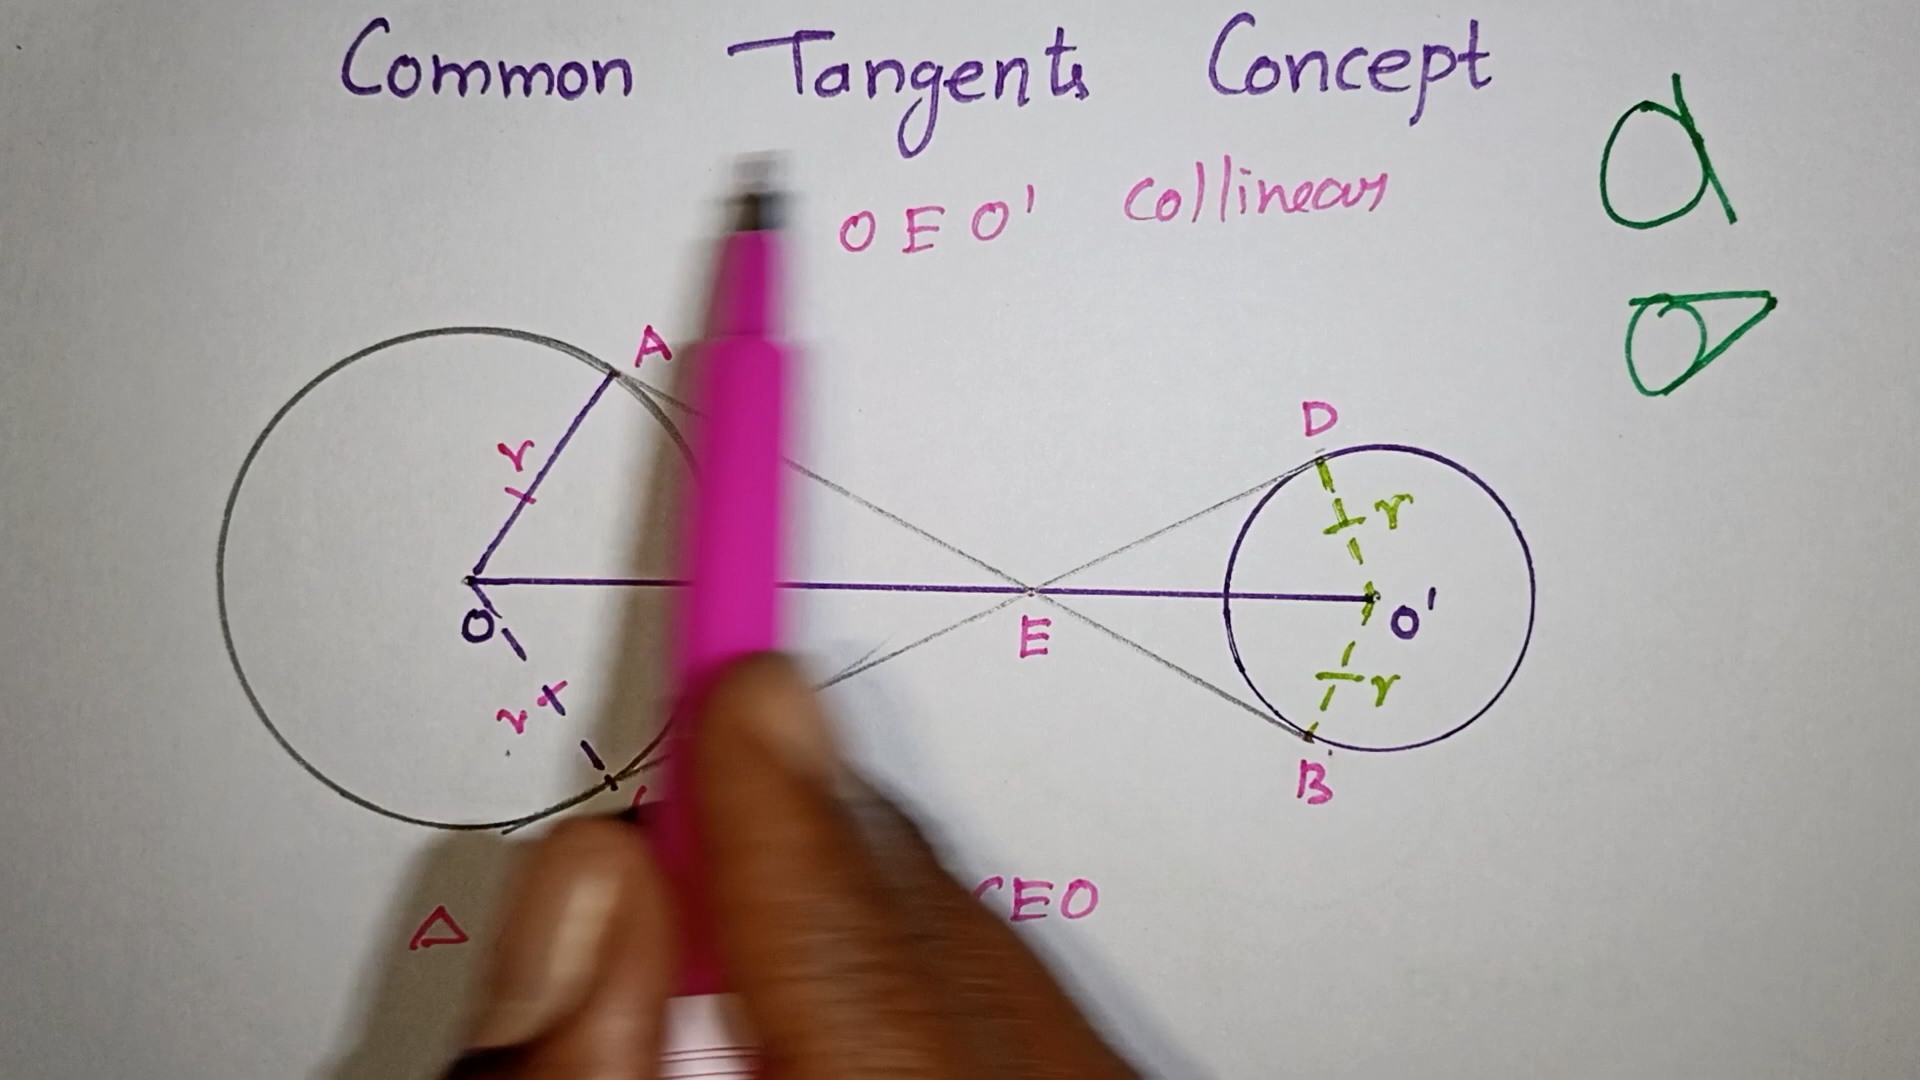 Common Tangents Concept
O E O' collinear
A
D
r
r
O
E
O'
r
r
B
Δ
CEO